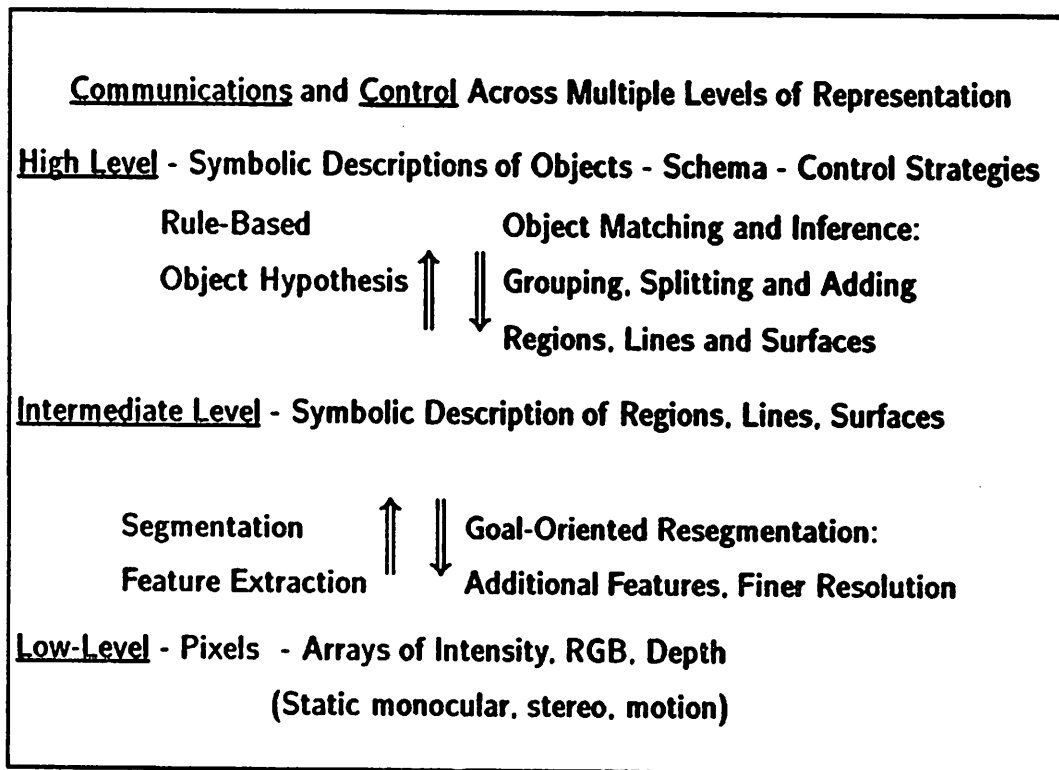 Communications and Control Across Multiple Levels of Representation
High Level - Symbolic Descriptions of Objects - Schema - Control Strategies
Rule-Based
Object Hypothesis
Object Matching and Inference:
Grouping, Splitting and Adding
Regions, Lines and Surfaces
Intermediate Level - Symbolic Description of Regions, Lines, Surfaces
Segmentation
Feature Extraction
Goal-Oriented Resegmentation:
Additional Features, Finer Resolution
Low-Level - Pixels - Arrays of Intensity, RGB, Depth
(Static monocular, stereo, motion)